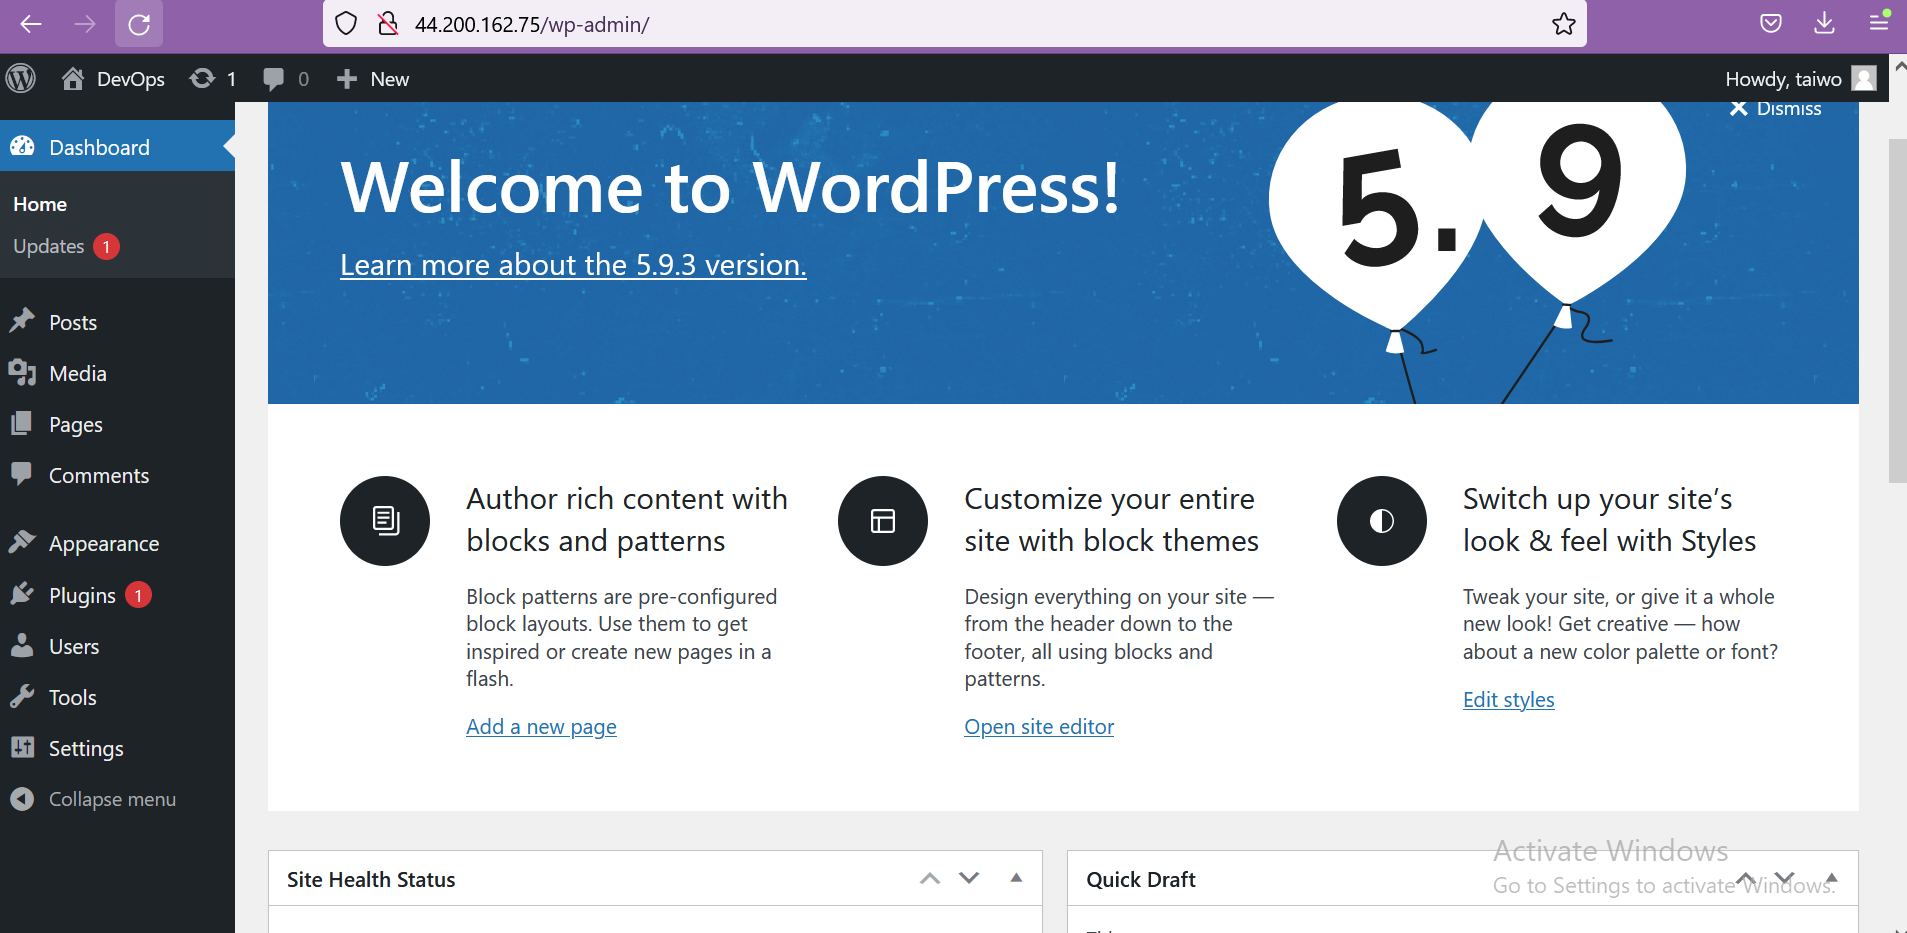 44.200.162.75/wp-admin/
DevOps 1 0 New Howdy, taiwo
Dismiss
Dashboard
Home
Updates 1
Posts
Media
Pages
Comments
Appearance
Plugins 1
Users
Tools
Settings
Collapse menu
Welcome to WordPress!
Learn more about the 5.9.3 version.
5.9
Author rich content with
blocks and patterns
Block patterns are pre-configured
block layouts. Use them to get
inspired or create new pages in a
flash.
Add a new page
Customize your entire
site with block themes
Design everything on your site —
from the header down to the
footer, all using blocks and
patterns.
Open site editor
Switch up your site’s
look & feel with Styles
Tweak your site, or give it a whole
new look! Get creative — how
about a new color palette or font?
Edit styles
Site Health Status
Quick Draft
Activate Windows
Go to Settings to activate Windows.